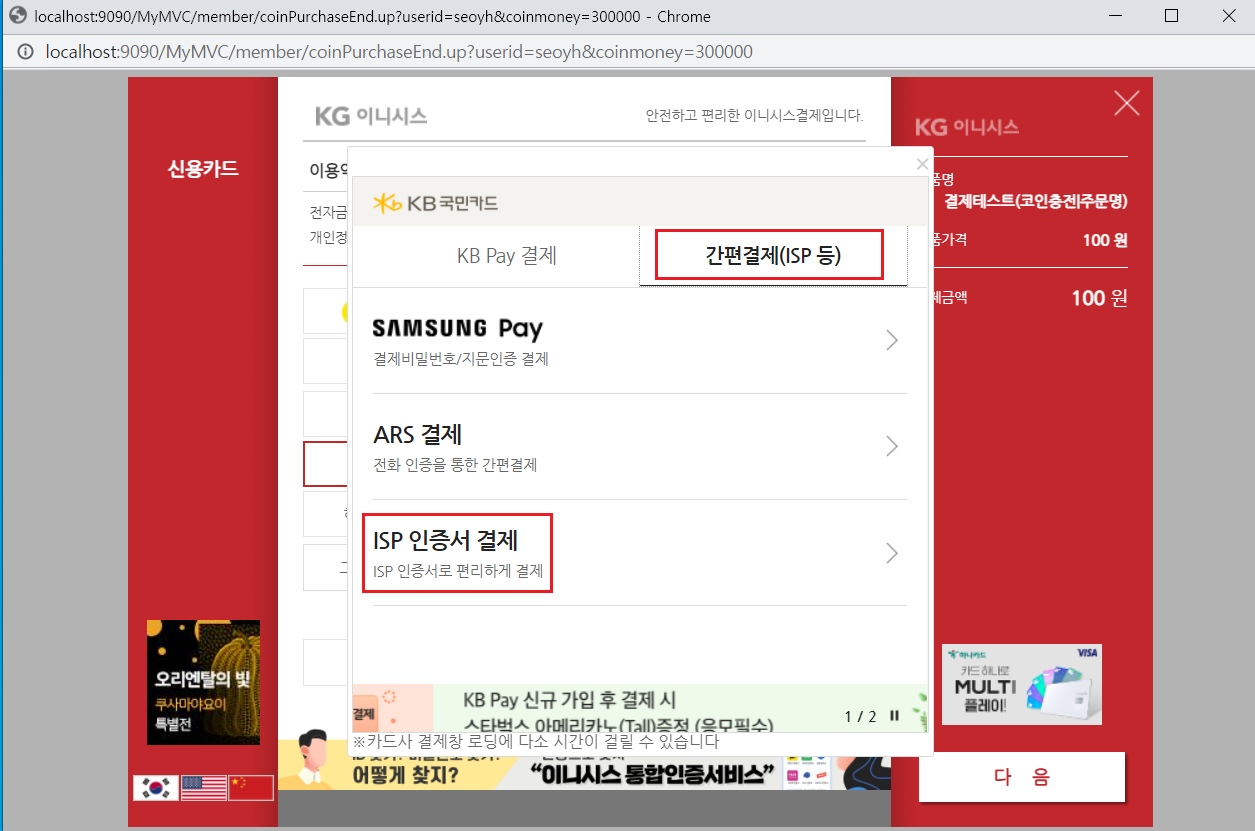 localhost:9090/MyMVC/member/coinPurchaseEnd.up?userid=seoyh&coinmoney=300000 - Chrome
localhost:9090/MyMVC/member/coinPurchaseEnd.up?userid=seoyh&coinmoney=300000
신용카드
KG 이니시스
안전하고 편리한 이니시스결제입니다.
이용약
전자금
개인정
KB 국민카드
KB Pay 결제
간편결제(ISP 등)
SAMSUNG Pay
결제비밀번호/지문인증 결제
ARS 결제
전화 인증을 통한 간편결제
ISP 인증서 결제
ISP 인증서로 편리하게 결제
결제
KB Pay 신규 가입 후 결제 시
스타벅스 아메리카노(Tall)증정 (응모필수)
1 / 2
※카드사 결제창 로딩에 다소 시간이 걸릴 수 있습니다
어떻게 찾지?
“이니시스 통합인증서비스”
KG 이니시스
품명
결제테스트(코인충전|주문명)
품가격
100 원
제금액
100 원
오리엔탈의 빛
쿠사마야요이
특별전
하나카드
VISA
카드 하나로
MULTI
플레이!
다 음